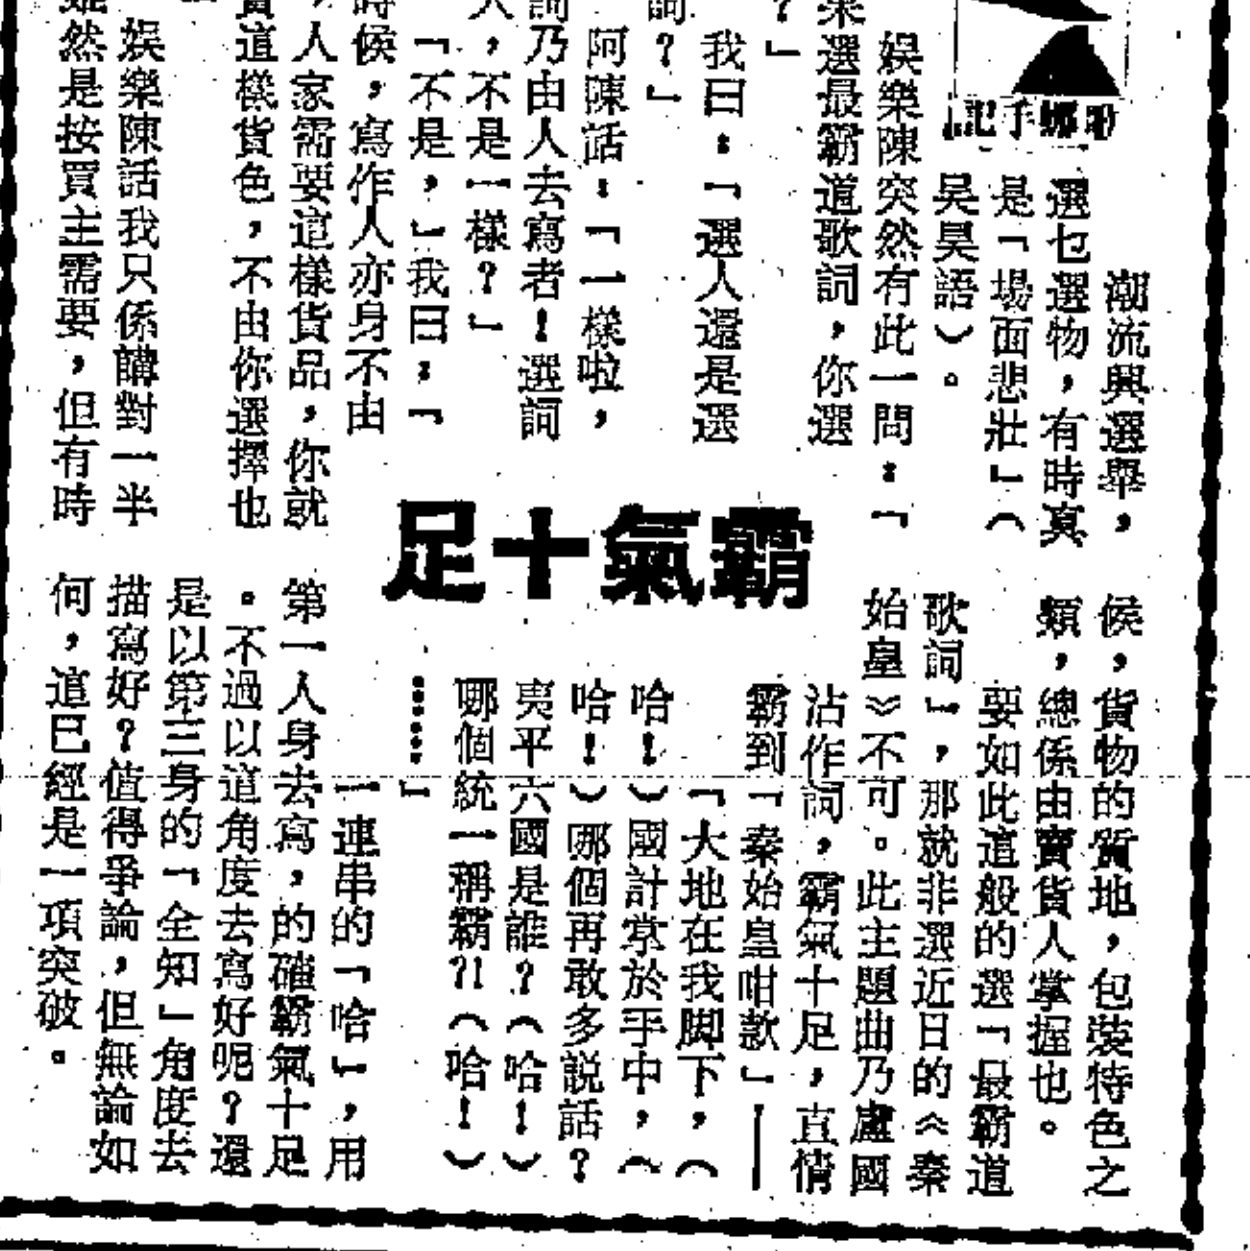 手記
潮流興選舉，
選乜選物，有時真
是「場面悲壯」（
吴昊語）。
娛樂陳突然有此一問：「
果選最霸道歌詞，你選
？」
我曰：「選人還是選
詞？」
阿陳話：「一樣啦，
詞乃由人去寫者！選詞
人，不是一樣？」
「不是，」我曰：「
時候，寫作人亦身不由
，人家需要這樣貨品，你就
賣這樣貨色，不由你選擇也
娛樂陳話我只係講對一半
雖然是按買主需要，但有時
霸氣十足
候，貨物的質地，包裝特色之
類，總係由賣貨人掌握也。
要如此這般的選「最霸道
歌詞」，那就非選近日的《秦
始皇》不可。此主題曲乃盧國
沾作詞，霸氣十足，直情
霸到「秦始皇咁款」——
「大地在我脚下，（
哈！）國計掌於手中，（
哈！）哪個再敢多説話？
夷平六國是誰？（哈！）
哪個統一稱霸？！（哈！）
……」
一連串的「哈」，用
第一人身去寫，的確霸氣十足
。不過以這角度去寫好呢？還
是以第三身的「全知」角度去
描寫好？值得爭論，但無論如
何，這已經是一項突破。